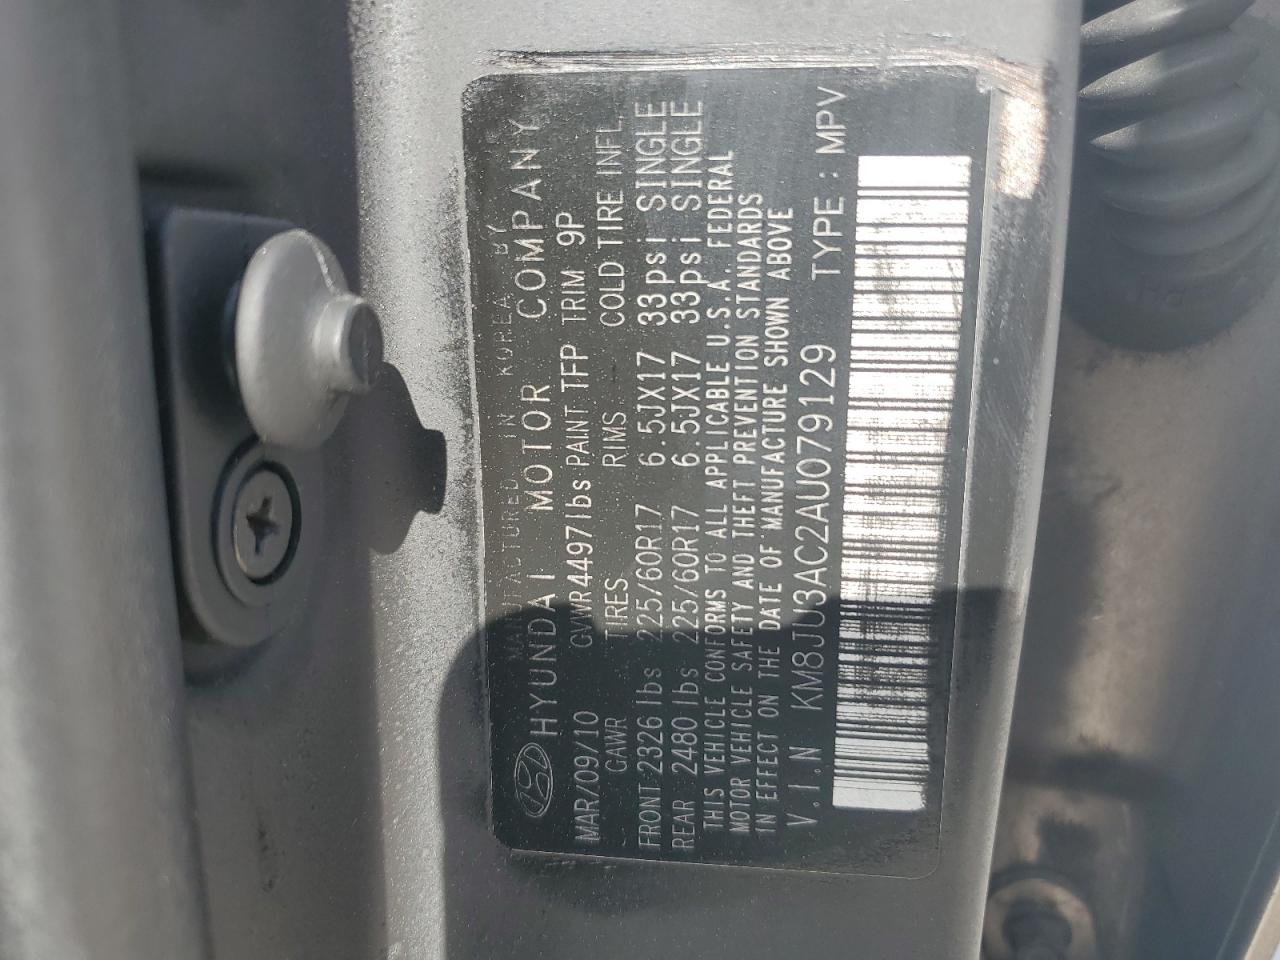 MANUFACTURED IN KOREA BY
HYUNDAI MOTOR COMPANY
MAR/09/10 GVWR4497lbs PAINT TFP TRIM 9P
GAWR TIRES RIMS COLD TIRE INFL.
FRONT 2326 lbs 225/60R17 6.5JX17 33psi SINGLE
REAR 2480 lbs 225/60R17 6.5JX17 33psi SINGLE
THIS VEHICLE CONFORMS TO ALL APPLICABLE U.S.A. FEDERAL
MOTOR VEHICLE SAFETY AND THEFT PREVENTION STANDARDS
IN EFFECT ON THE DATE OF MANUFACTURE SHOWN ABOVE
V.I.N KM8JU3AC2AU079129 TYPE : MPV